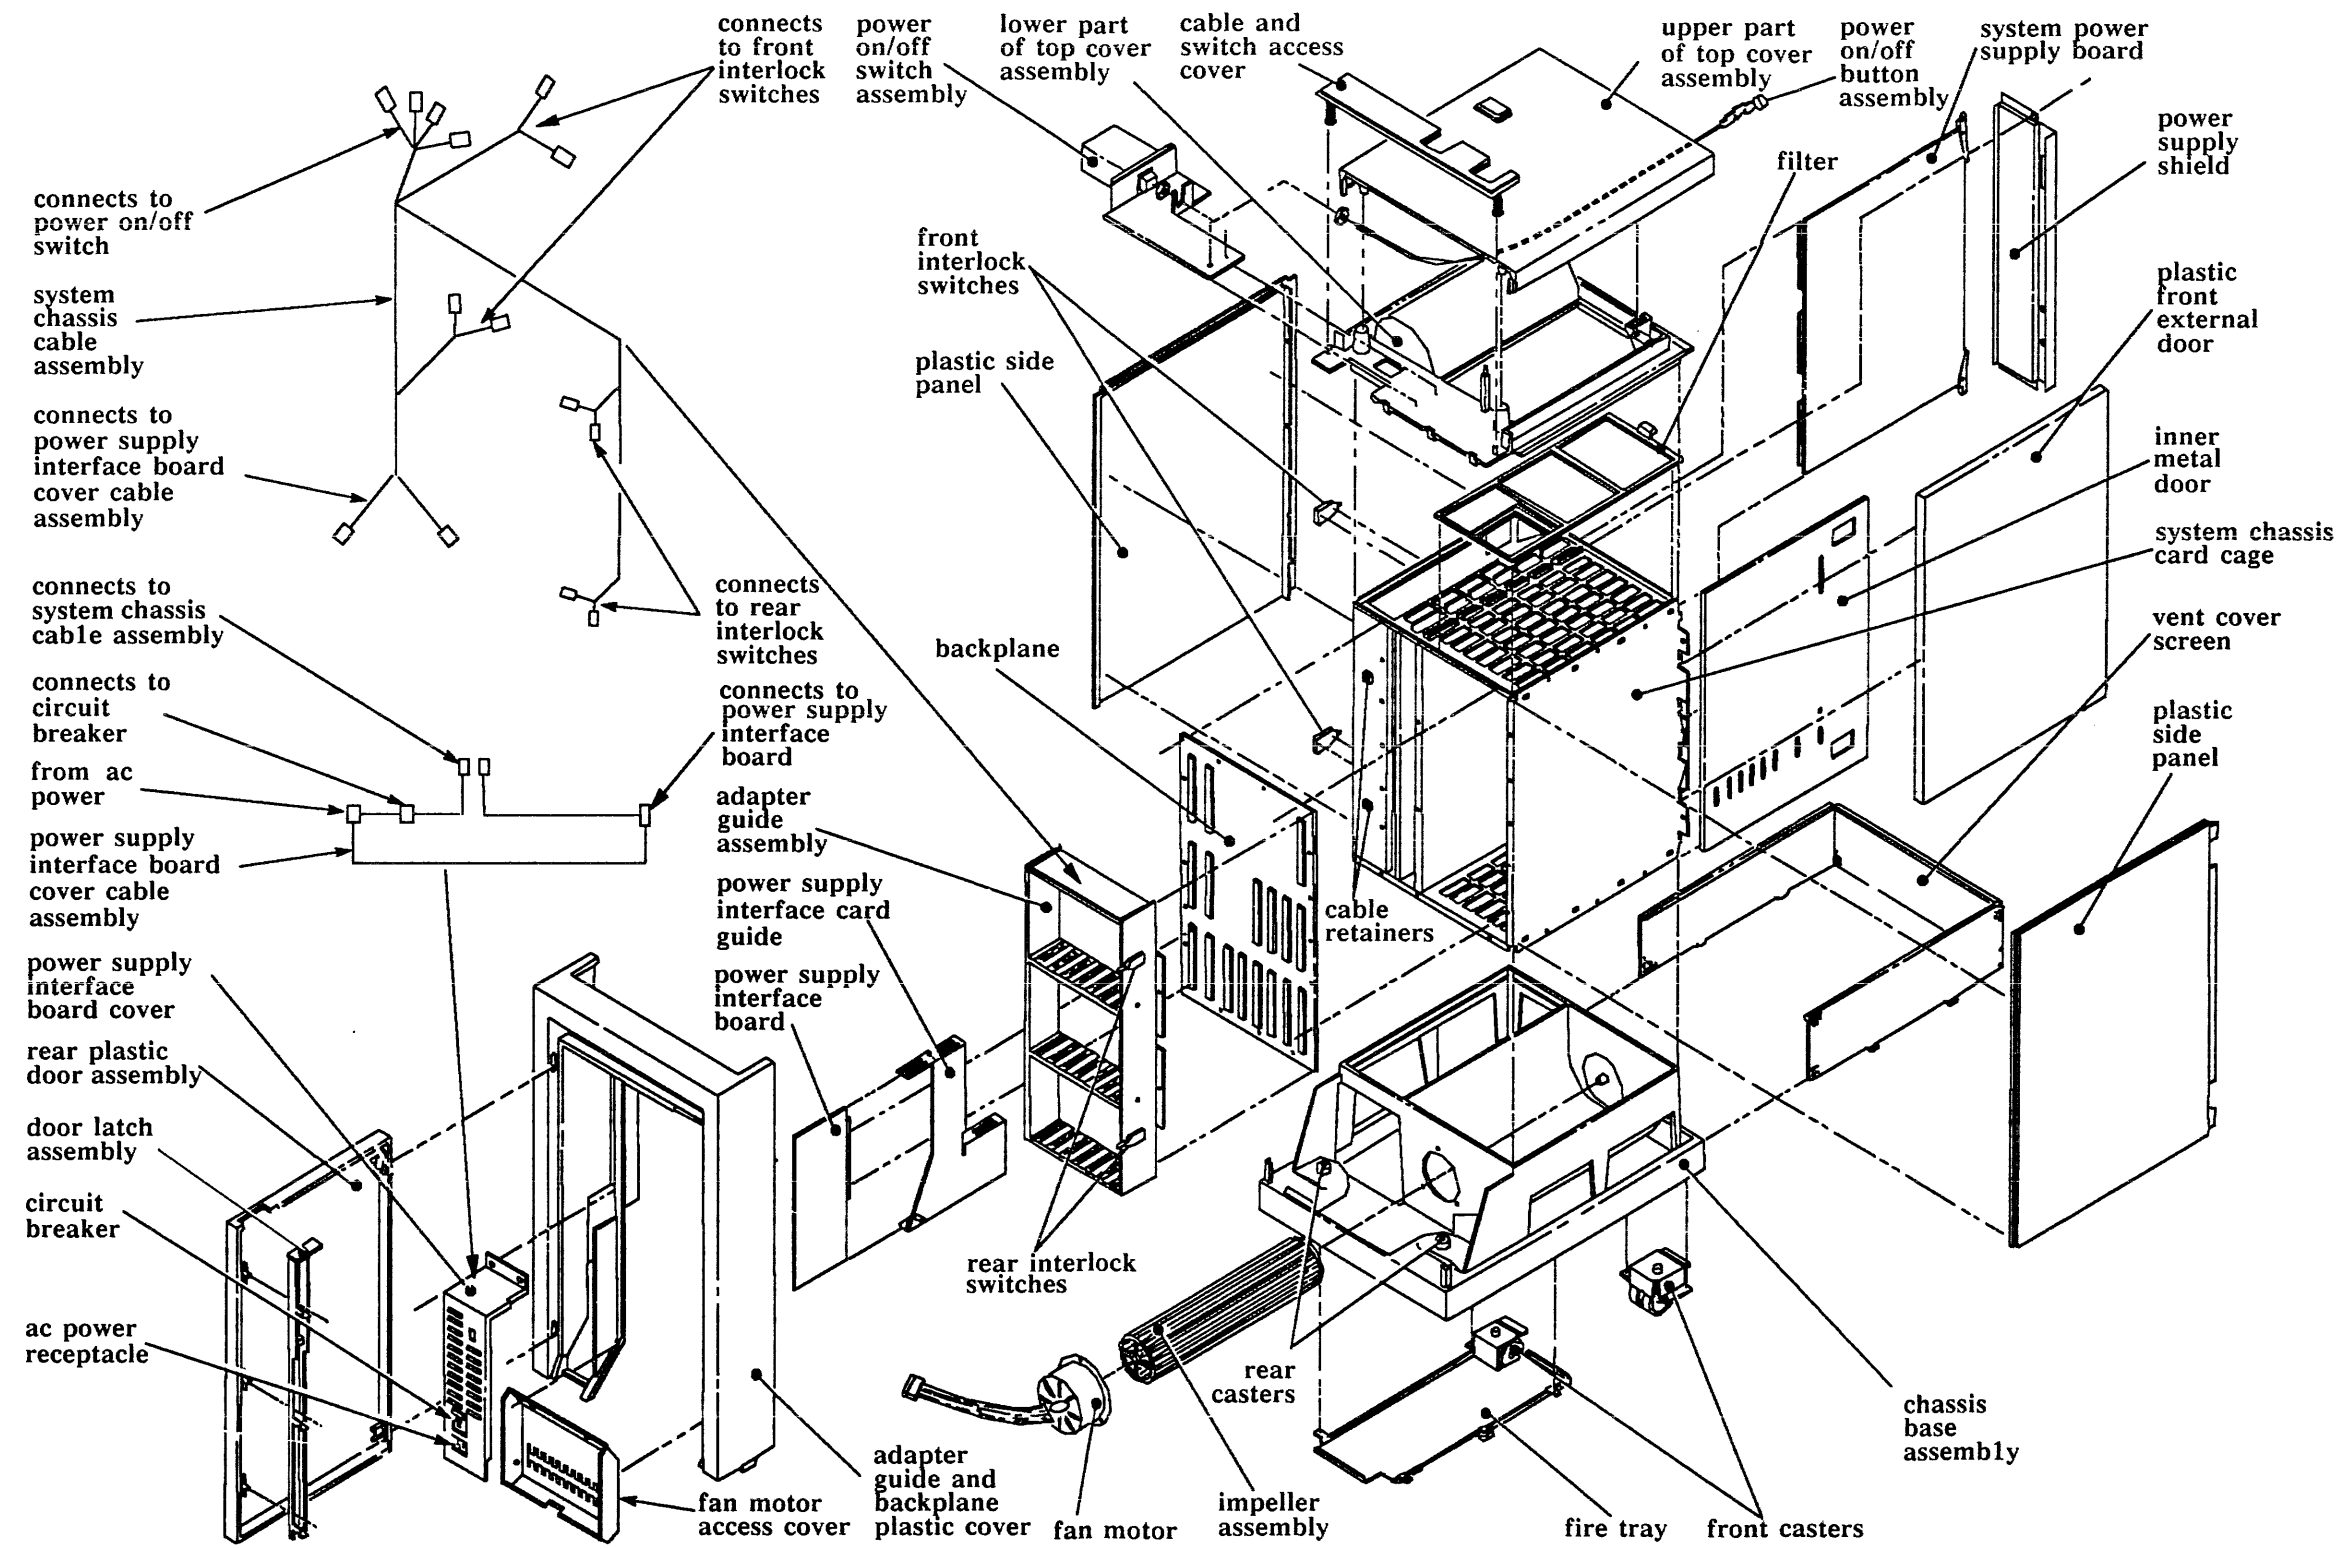 connects
to front
interlock
switches
power
on/off
switch
assembly
lower part
of top cover
assembly
cable and
switch access
cover
upper part
of top cover
assembly
power
on/off
button
assembly
system power
supply board
power
supply
shield
filter
connects to
power on/off
switch
front
interlock
switches
plastic
front
external
door
system
chassis
cable
assembly
plastic side
panel
connects to
power supply
interface board
cover cable
assembly
inner
metal
door
system chassis
card cage
connects to
system chassis
cable assembly
connects
to rear
interlock
switches
vent cover
screen
backplane
connects to
circuit
breaker
connects to
power supply
interface
board
plastic
side
panel
from ac
power
adapter
guide
assembly
power supply
interface board
cover cable
assembly
power supply
interface card
guide
cable
retainers
power supply
interface
board cover
power supply
interface
board
rear plastic
door assembly
door latch
assembly
circuit
breaker
rear interlock
switches
ac power
receptacle
rear
casters
chassis
base
assembly
adapter
guide and
backplane
plastic cover
fan motor
access cover
fan motor
impeller
assembly
fire tray
front casters